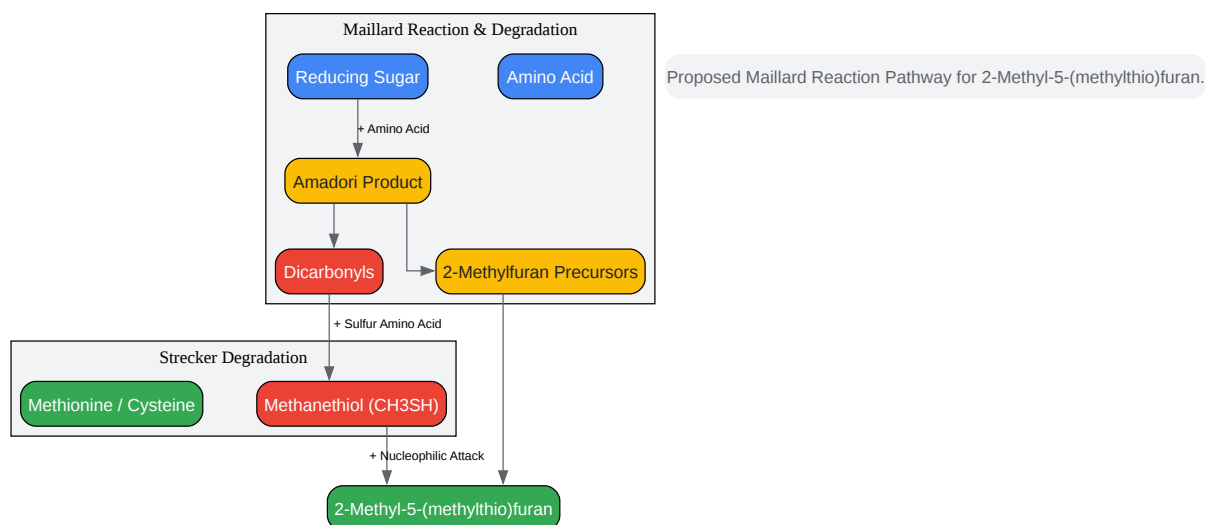 Maillard Reaction & Degradation
Reducing Sugar
Amino Acid
Proposed Maillard Reaction Pathway for 2-Methyl-5-(methylthio)furan.
+ Amino Acid
Amadori Product
Dicarbonyls
2-Methylfuran Precursors
+ Sulfur Amino Acid
Strecker Degradation
Methionine / Cysteine
Methanethiol (CH3SH)
+ Nucleophilic Attack
2-Methyl-5-(methylthio)furan